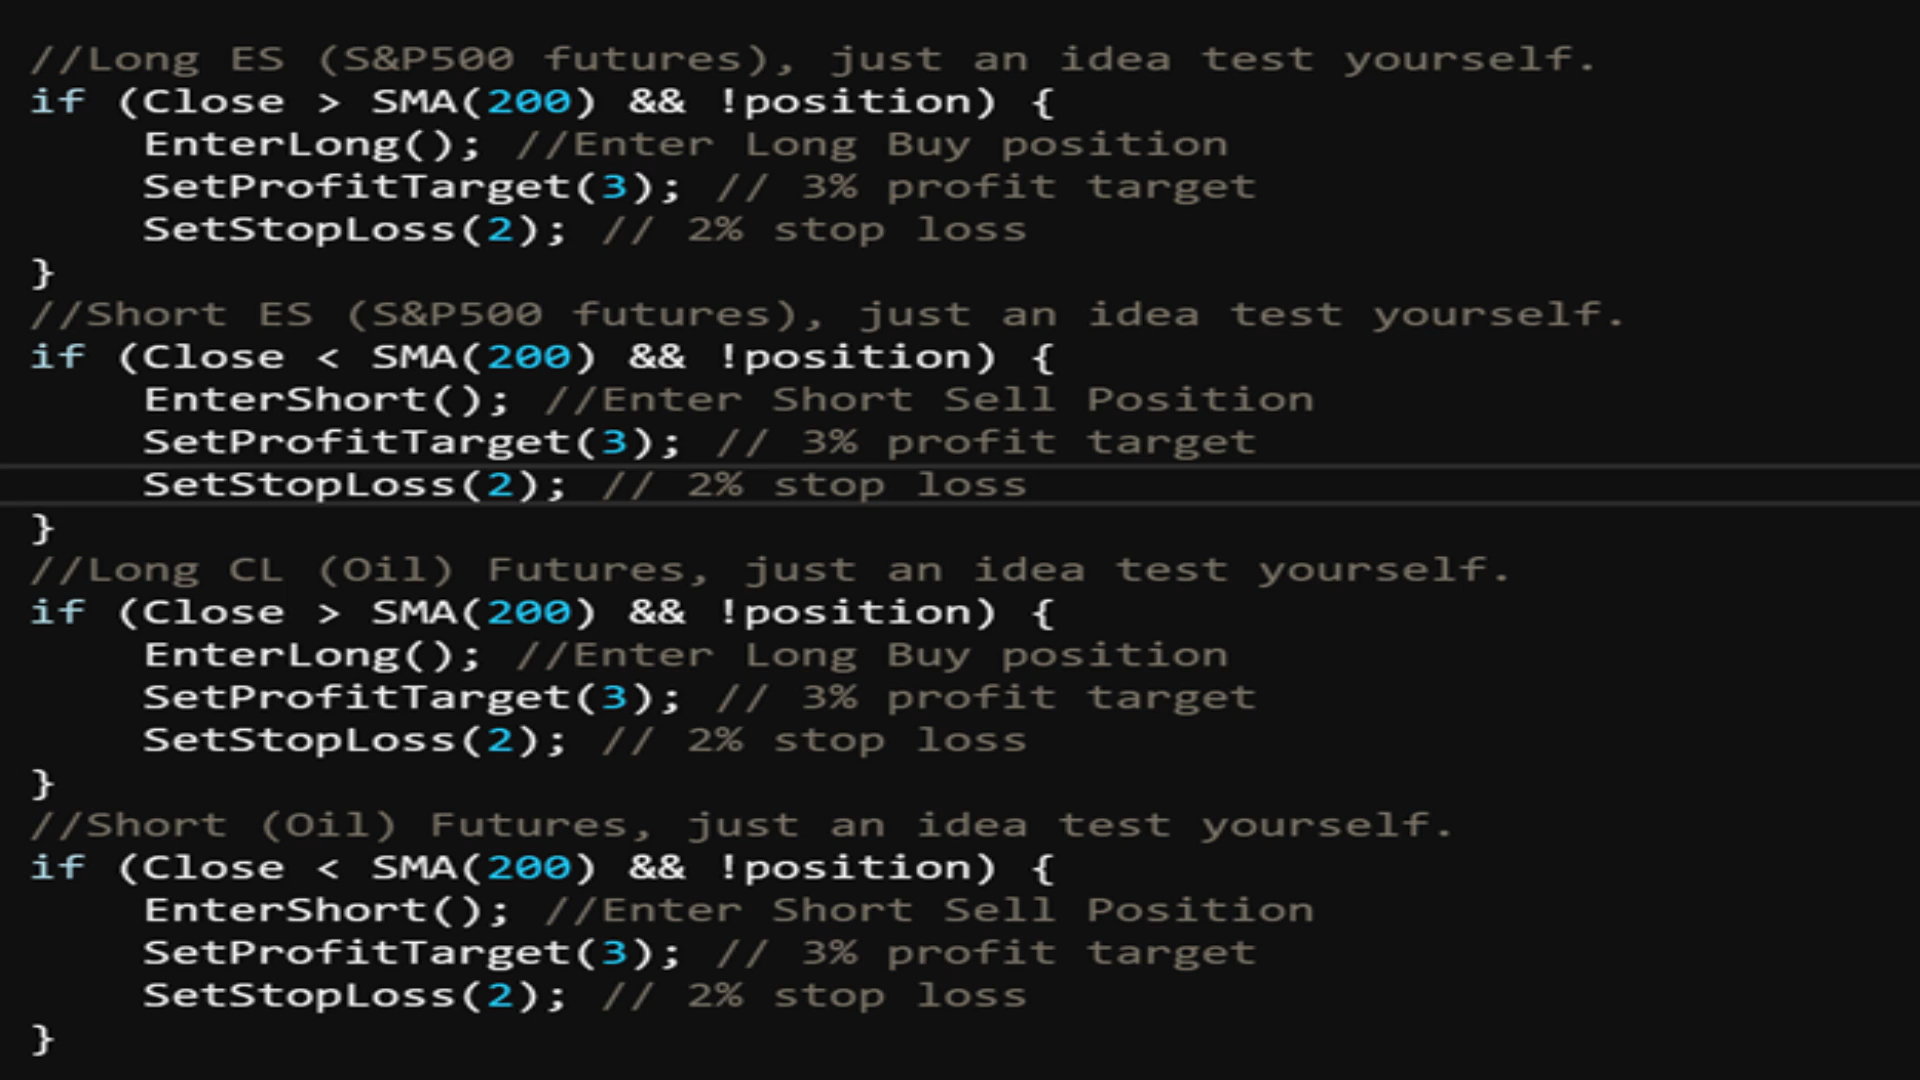 //Long ES (S&P500 futures), just an idea test yourself.
if (Close > SMA(200) && !position) {
    EnterLong(); //Enter Long Buy position
    SetProfitTarget(3); // 3% profit target
    SetStopLoss(2); // 2% stop loss
}
//Short ES (S&P500 futures), just an idea test yourself.
if (Close < SMA(200) && !position) {
    EnterShort(); //Enter Short Sell Position
    SetProfitTarget(3); // 3% profit target
    SetStopLoss(2); // 2% stop loss
}
//Long CL (Oil) Futures, just an idea test yourself.
if (Close > SMA(200) && !position) {
    EnterLong(); //Enter Long Buy position
    SetProfitTarget(3); // 3% profit target
    SetStopLoss(2); // 2% stop loss
}
//Short (Oil) Futures, just an idea test yourself.
if (Close < SMA(200) && !position) {
    EnterShort(); //Enter Short Sell Position
    SetProfitTarget(3); // 3% profit target
    SetStopLoss(2); // 2% stop loss
}